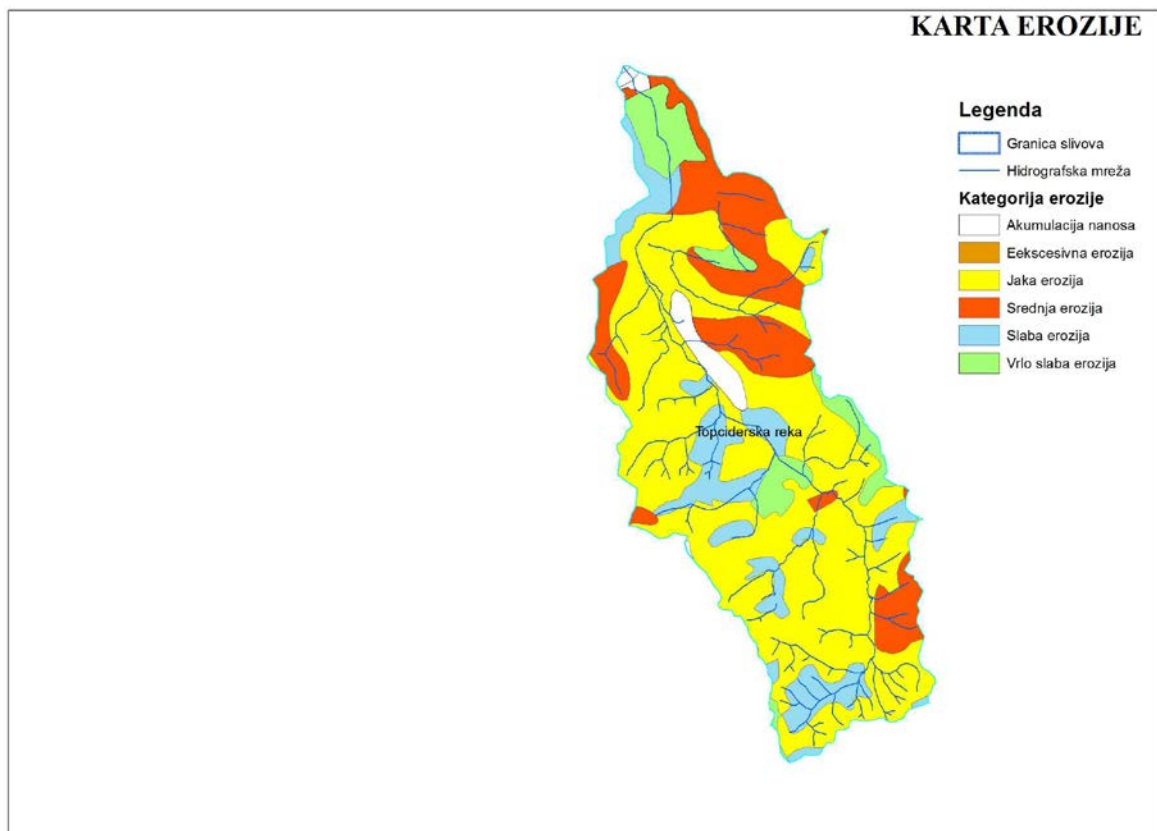 KARTA EROZIJE
Legenda
Granica slivova
Hidrografska mreža
Kategorija erozije
Akumulacija nanosa
Eekscesivna erozija
Jaka erozija
Srednja erozija
Slaba erozija
Vrlo slaba erozija
Topciderska reka